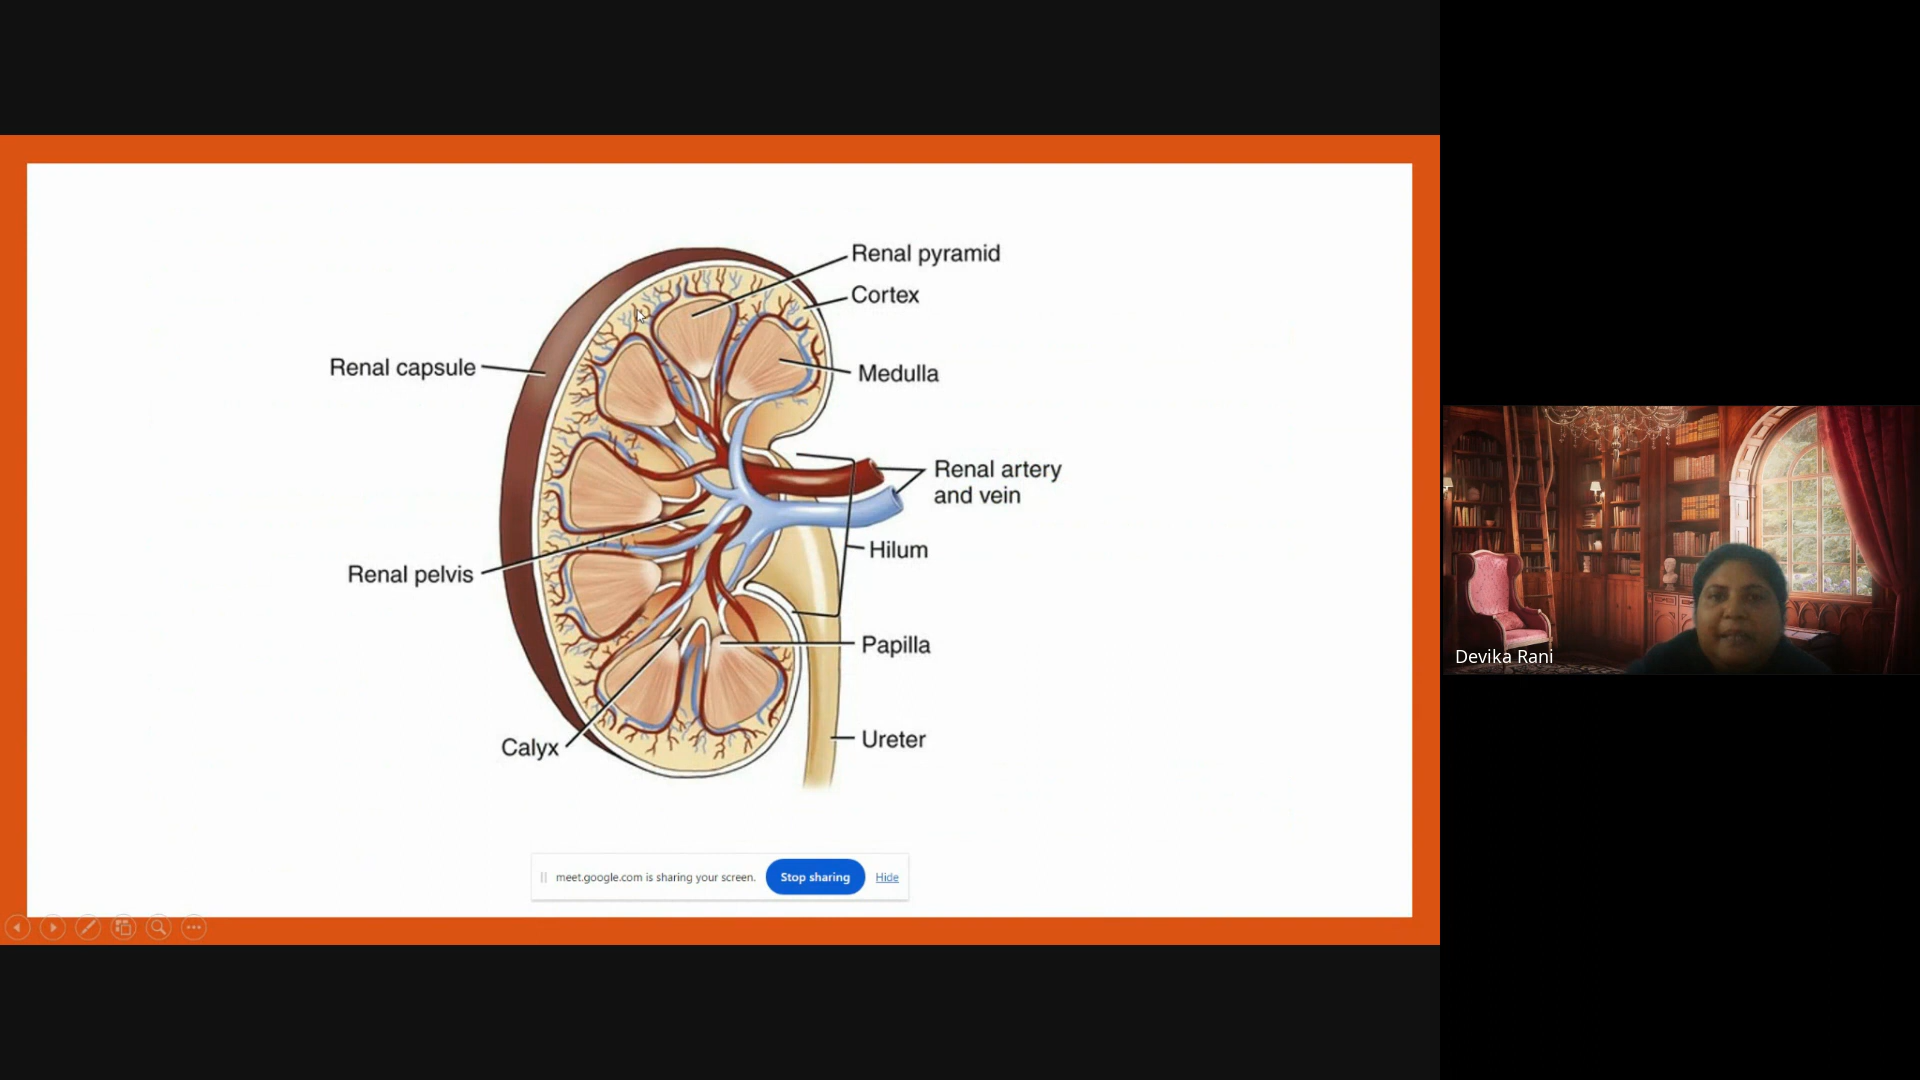 Renal pyramid
Cortex
Renal capsule
Medulla
Renal artery
and vein
Hilum
Renal pelvis
Papilla
Ureter
Calyx
meet.google.com is sharing your screen.
Stop sharing
Hide
Devika Rani